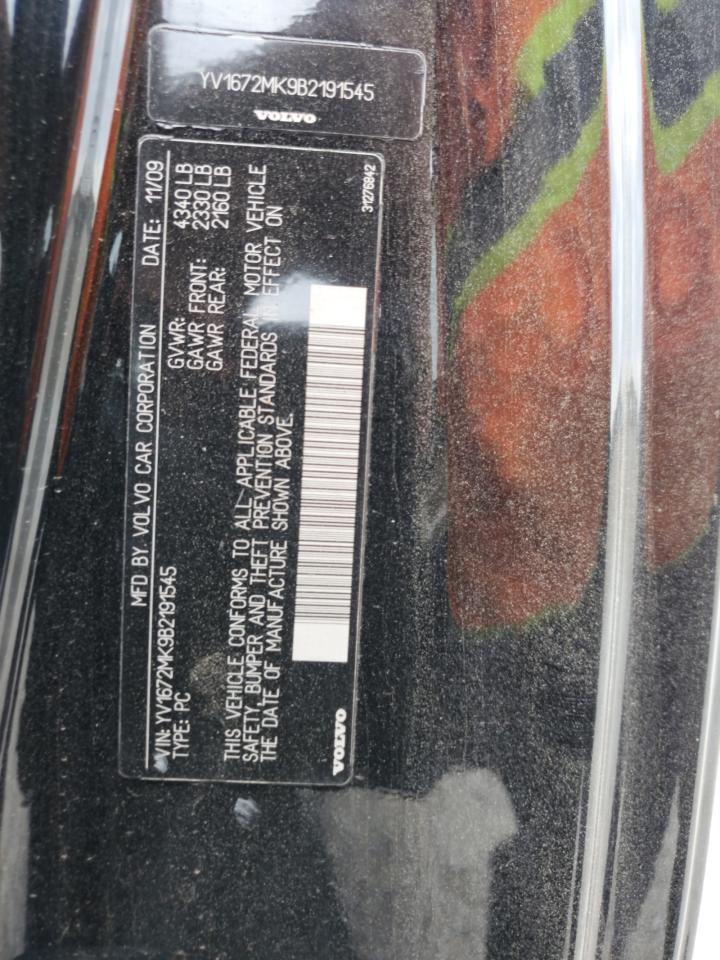 YV1672MK9B2191545
VOLVO
MFD BY VOLVO CAR CORPORATION DATE: 11/09
VIN: YV1672MK9B2191545 GVWR: 4340 LB
TYPE: PC GAWR FRONT: 2330 LB
GAWR REAR: 2160 LB
THIS VEHICLE CONFORMS TO ALL APPLICABLE FEDERAL MOTOR VEHICLE
SAFETY, BUMPER AND THEFT PREVENTION STANDARDS IN EFFECT ON
THE DATE OF MANUFACTURE SHOWN ABOVE.
VOLVO
31276842